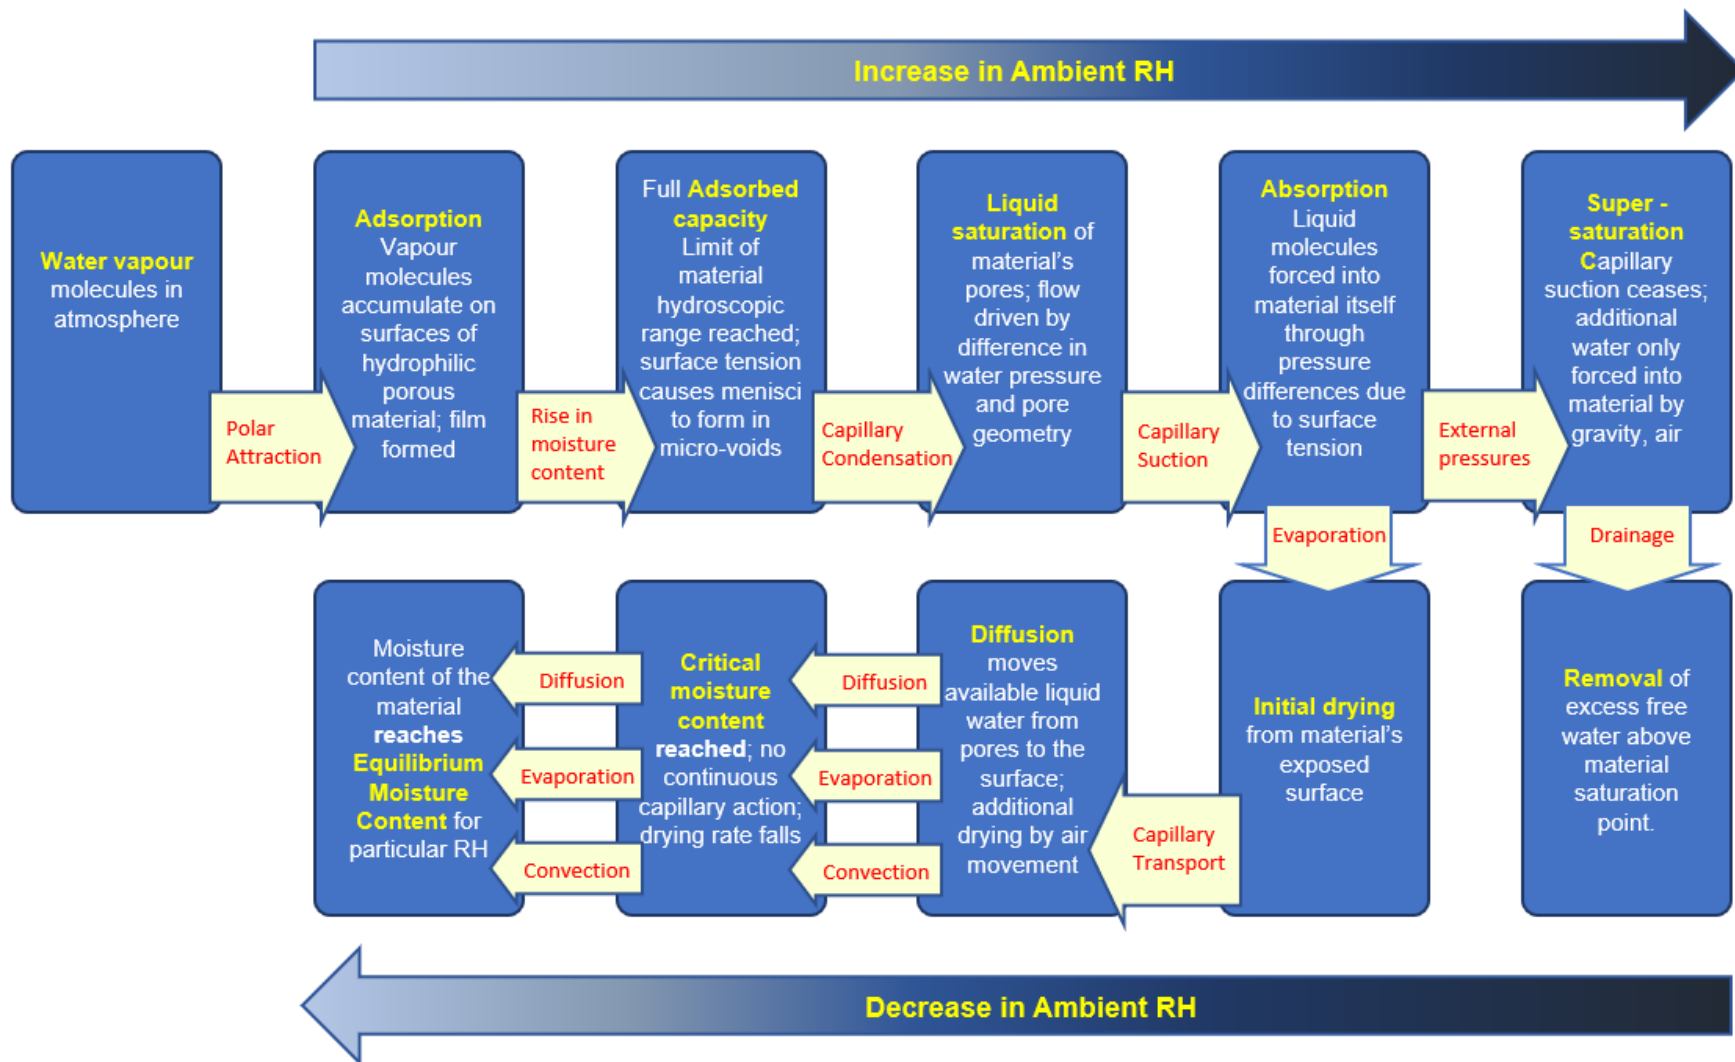 Increase in Ambient RH
Water vapour
molecules in
atmosphere
Polar
Attraction
Adsorption
Vapour
molecules
accumulate on
surfaces of
hydrophilic
porous
material; film
formed
Rise in
moisture
content
Full Adsorbed
capacity
Limit of
material
hydroscopic
range reached;
surface tension
causes menisci
to form in
micro-voids
Capillary
Condensation
Liquid
saturation of
material's
pores; flow
driven by
difference in
water pressure
and pore
geometry
Capillary
Suction
Absorption
Liquid
molecules
forced into
material itself
through
pressure
differences due
to surface
tension
External
pressures
Super -
saturation
Capillary
suction ceases;
additional
water only
forced into
material by
gravity, air
Evaporation
Drainage
Moisture
content of the
material
reaches
Equilibrium
Moisture
Content for
particular RH
Diffusion
Evaporation
Convection
Critical
moisture
content
reached; no
continuous
capillary action;
drying rate falls
Diffusion
Evaporation
Convection
Diffusion
moves
available liquid
water from
pores to the
surface;
additional
drying by air
movement
Capillary
Transport
Initial drying
from material's
exposed
surface
Removal of
excess free
water above
material
saturation
point.
Decrease in Ambient RH